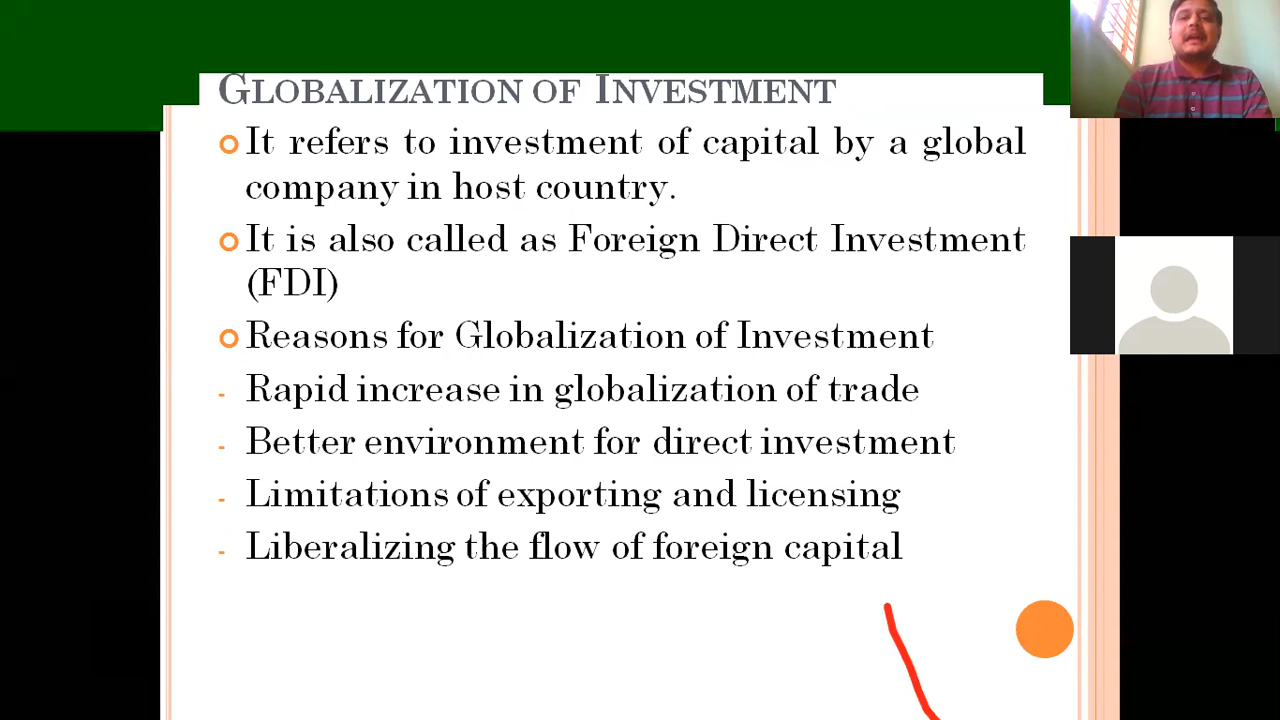 GLOBALIZATION OF INVESTMENT
It refers to investment of capital by a global
company in host country.
It is also called as Foreign Direct Investment
(FDI)
Reasons for Globalization of Investment
- Rapid increase in globalization of trade
- Better environment for direct investment
- Limitations of exporting and licensing
- Liberalizing the flow of foreign capital